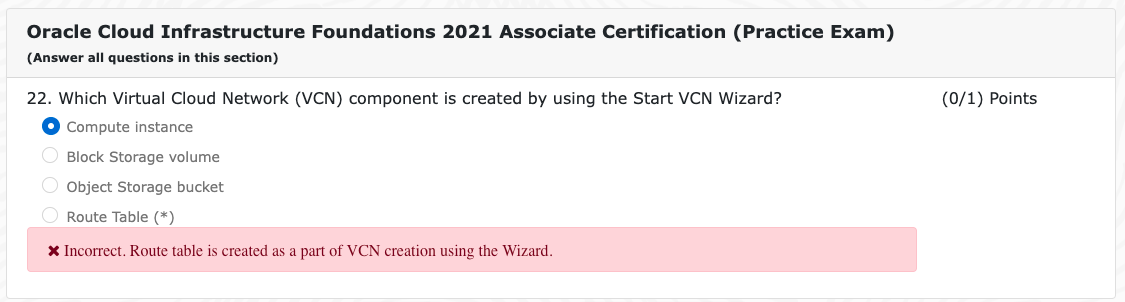 Oracle Cloud Infrastructure Foundations 2021 Associate Certification (Practice Exam)
(Answer all questions in this section)
22. Which Virtual Cloud Network (VCN) component is created by using the Start VCN Wizard? (0/1) Points
Compute instance
Block Storage volume
Object Storage bucket
Route Table (*)
✖ Incorrect. Route table is created as a part of VCN creation using the Wizard.